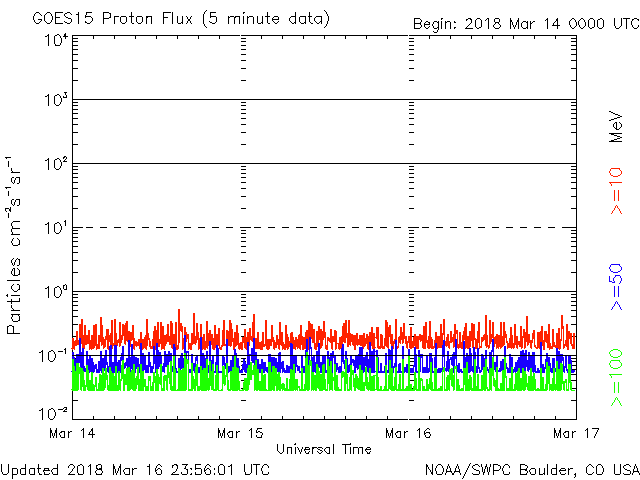 GOES15 Proton Flux (5 minute data)
Begin: 2018 Mar 14 0000 UTC
10⁴
10³
10²
10¹
10⁰
10⁻¹
10⁻²
Particles cm⁻²s⁻¹sr⁻¹
MeV
>=10
>=50
>=100
Mar 14
Mar 15
Mar 16
Mar 17
Universal Time
Updated 2018 Mar 16 23:56:01 UTC
NOAA/SWPC Boulder, CO USA